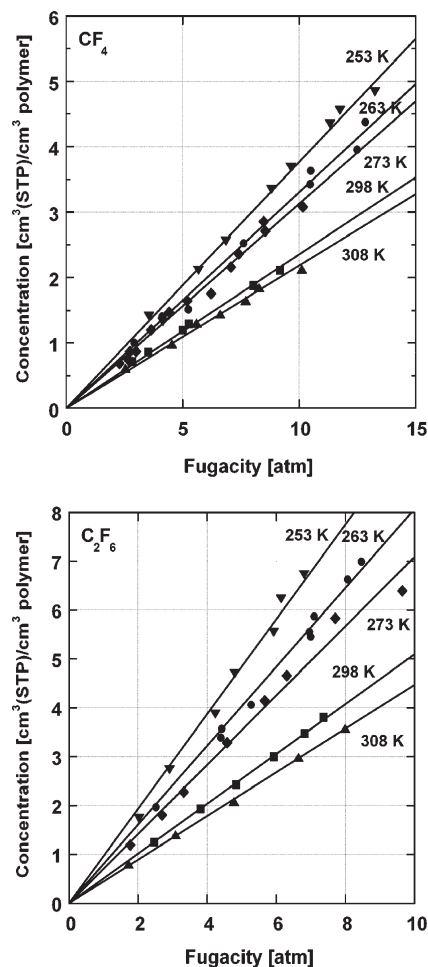 6
CF4
253 K
5
263 K
4
273 K
298 K
3
308 K
2
1
0
0
5
10
15
Concentration [cm3(STP)/cm3 polymer]
Fugacity [atm]
8
C2F6
253 K
263 K
7
6
273 K
5
298 K
4
3
308 K
2
1
0
0
2
4
6
8
10
Concentration [cm3(STP)/cm3 polymer]
Fugacity [atm]